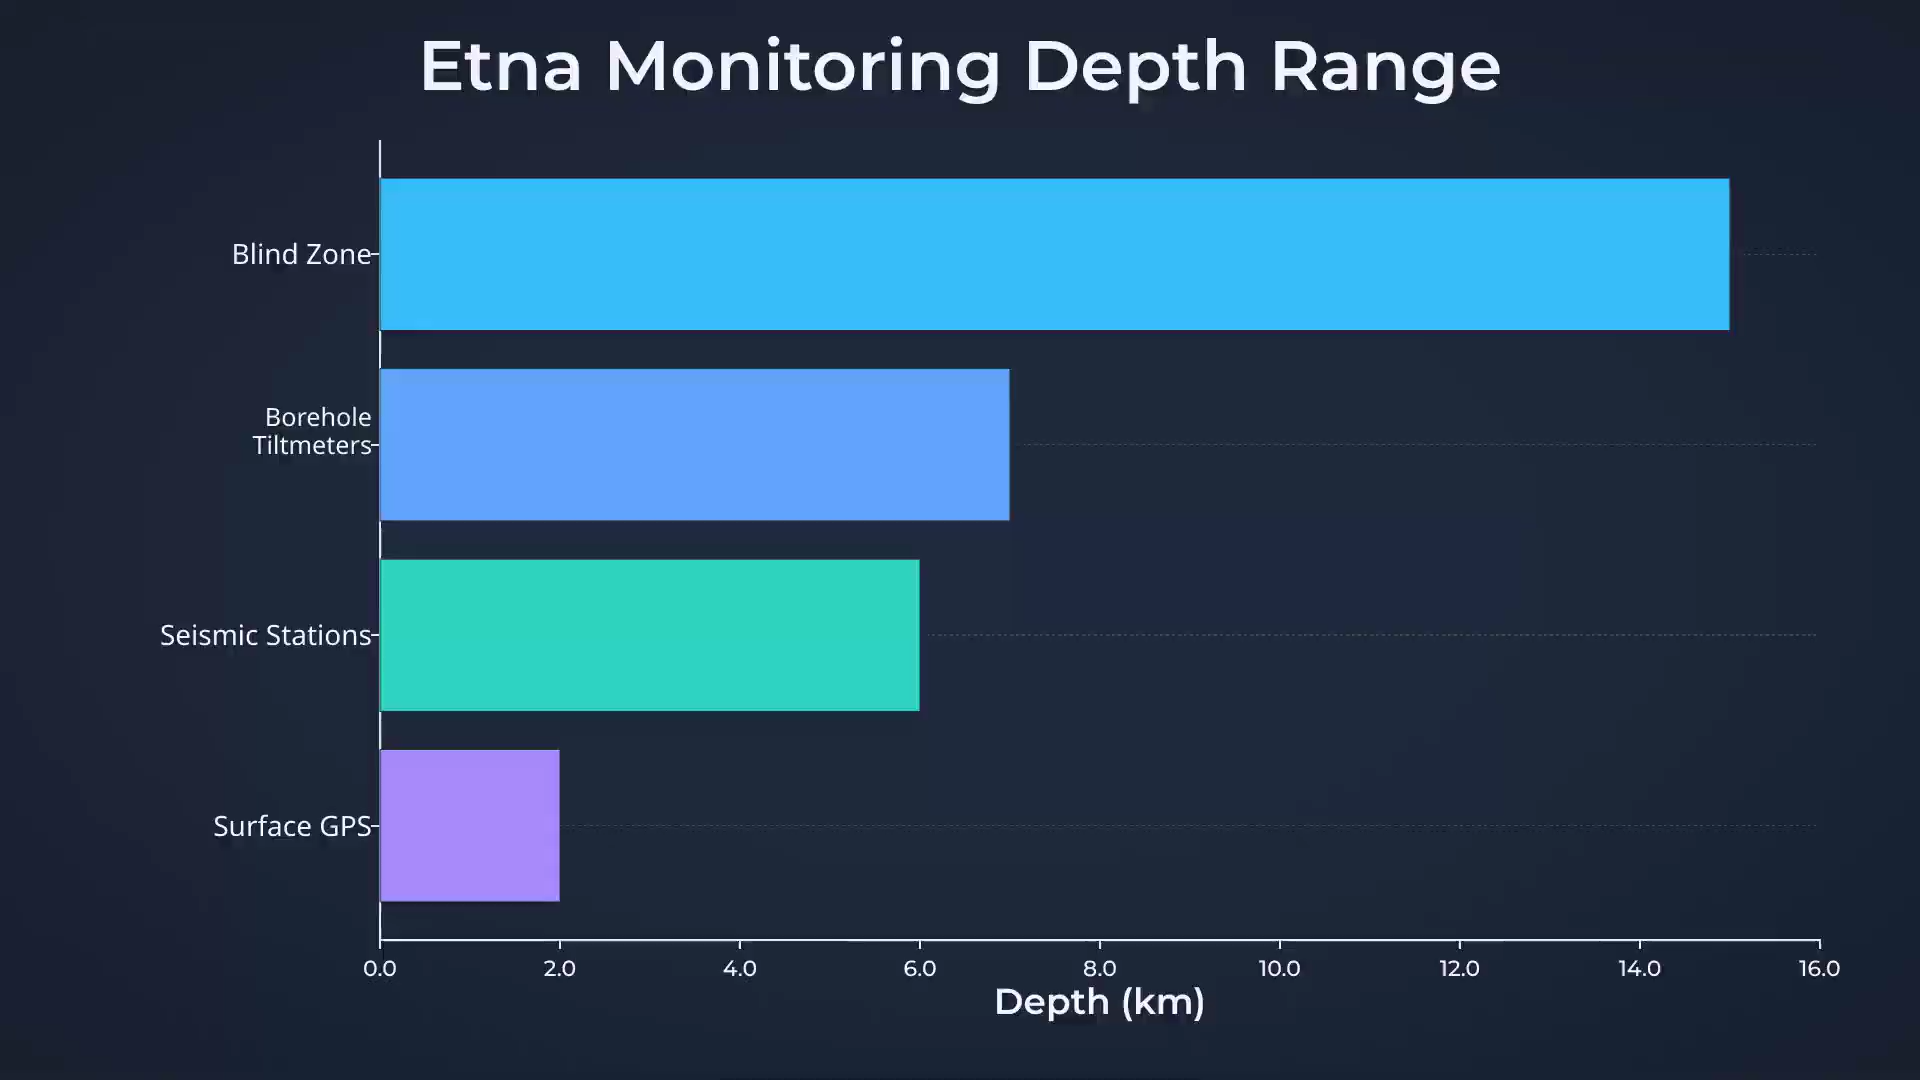 Etna Monitoring Depth Range
Blind Zone
Borehole
Tiltmeters
Seismic Stations
Surface GPS
0.0 2.0 4.0 6.0 8.0 10.0 12.0 14.0 16.0
Depth (km)